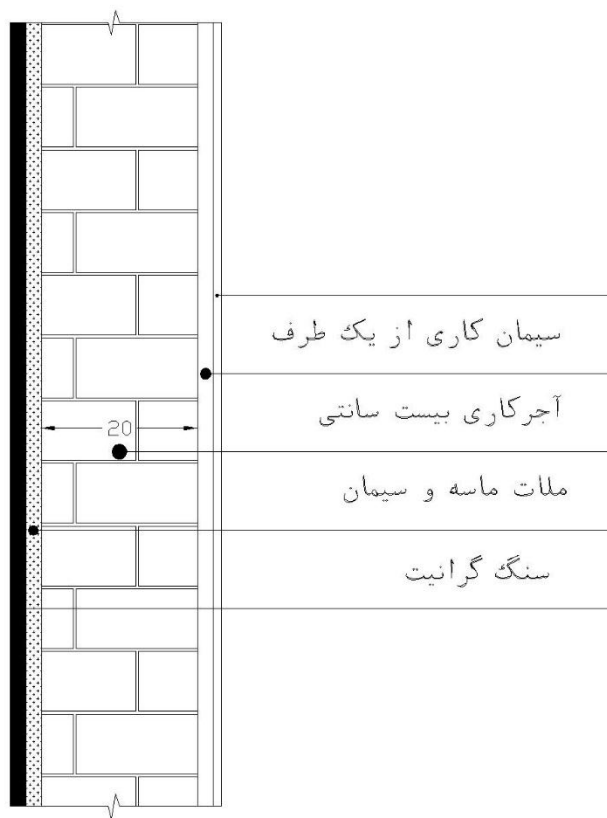 سیمان کاری از یک طرف
آجرکاری بیست سانتی
20
ملات ماسه و سیمان
سنگ گرانیت